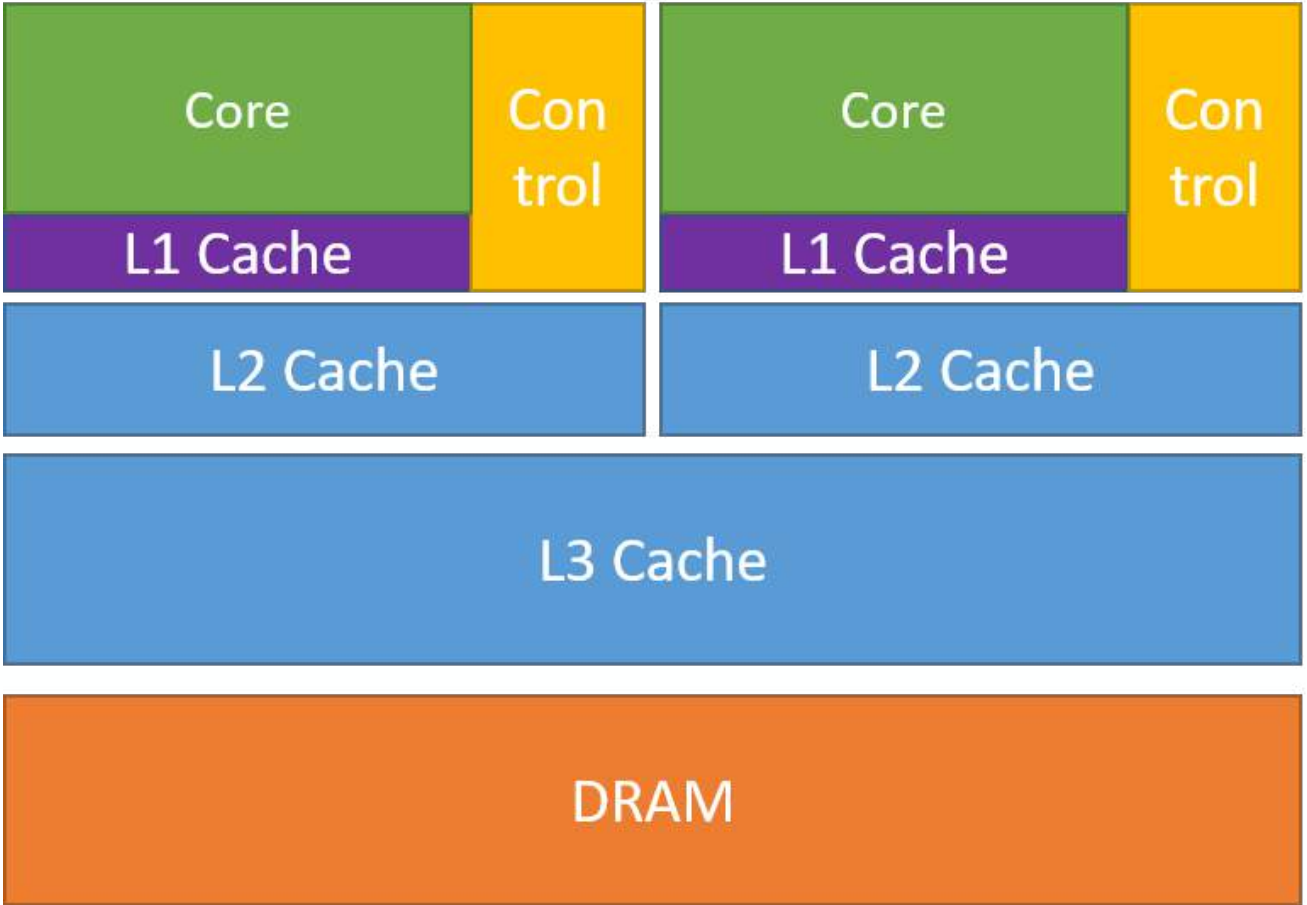 Core
Con
trol
L1 Cache
Core
Con
trol
L1 Cache
L2 Cache
L2 Cache
L3 Cache
DRAM